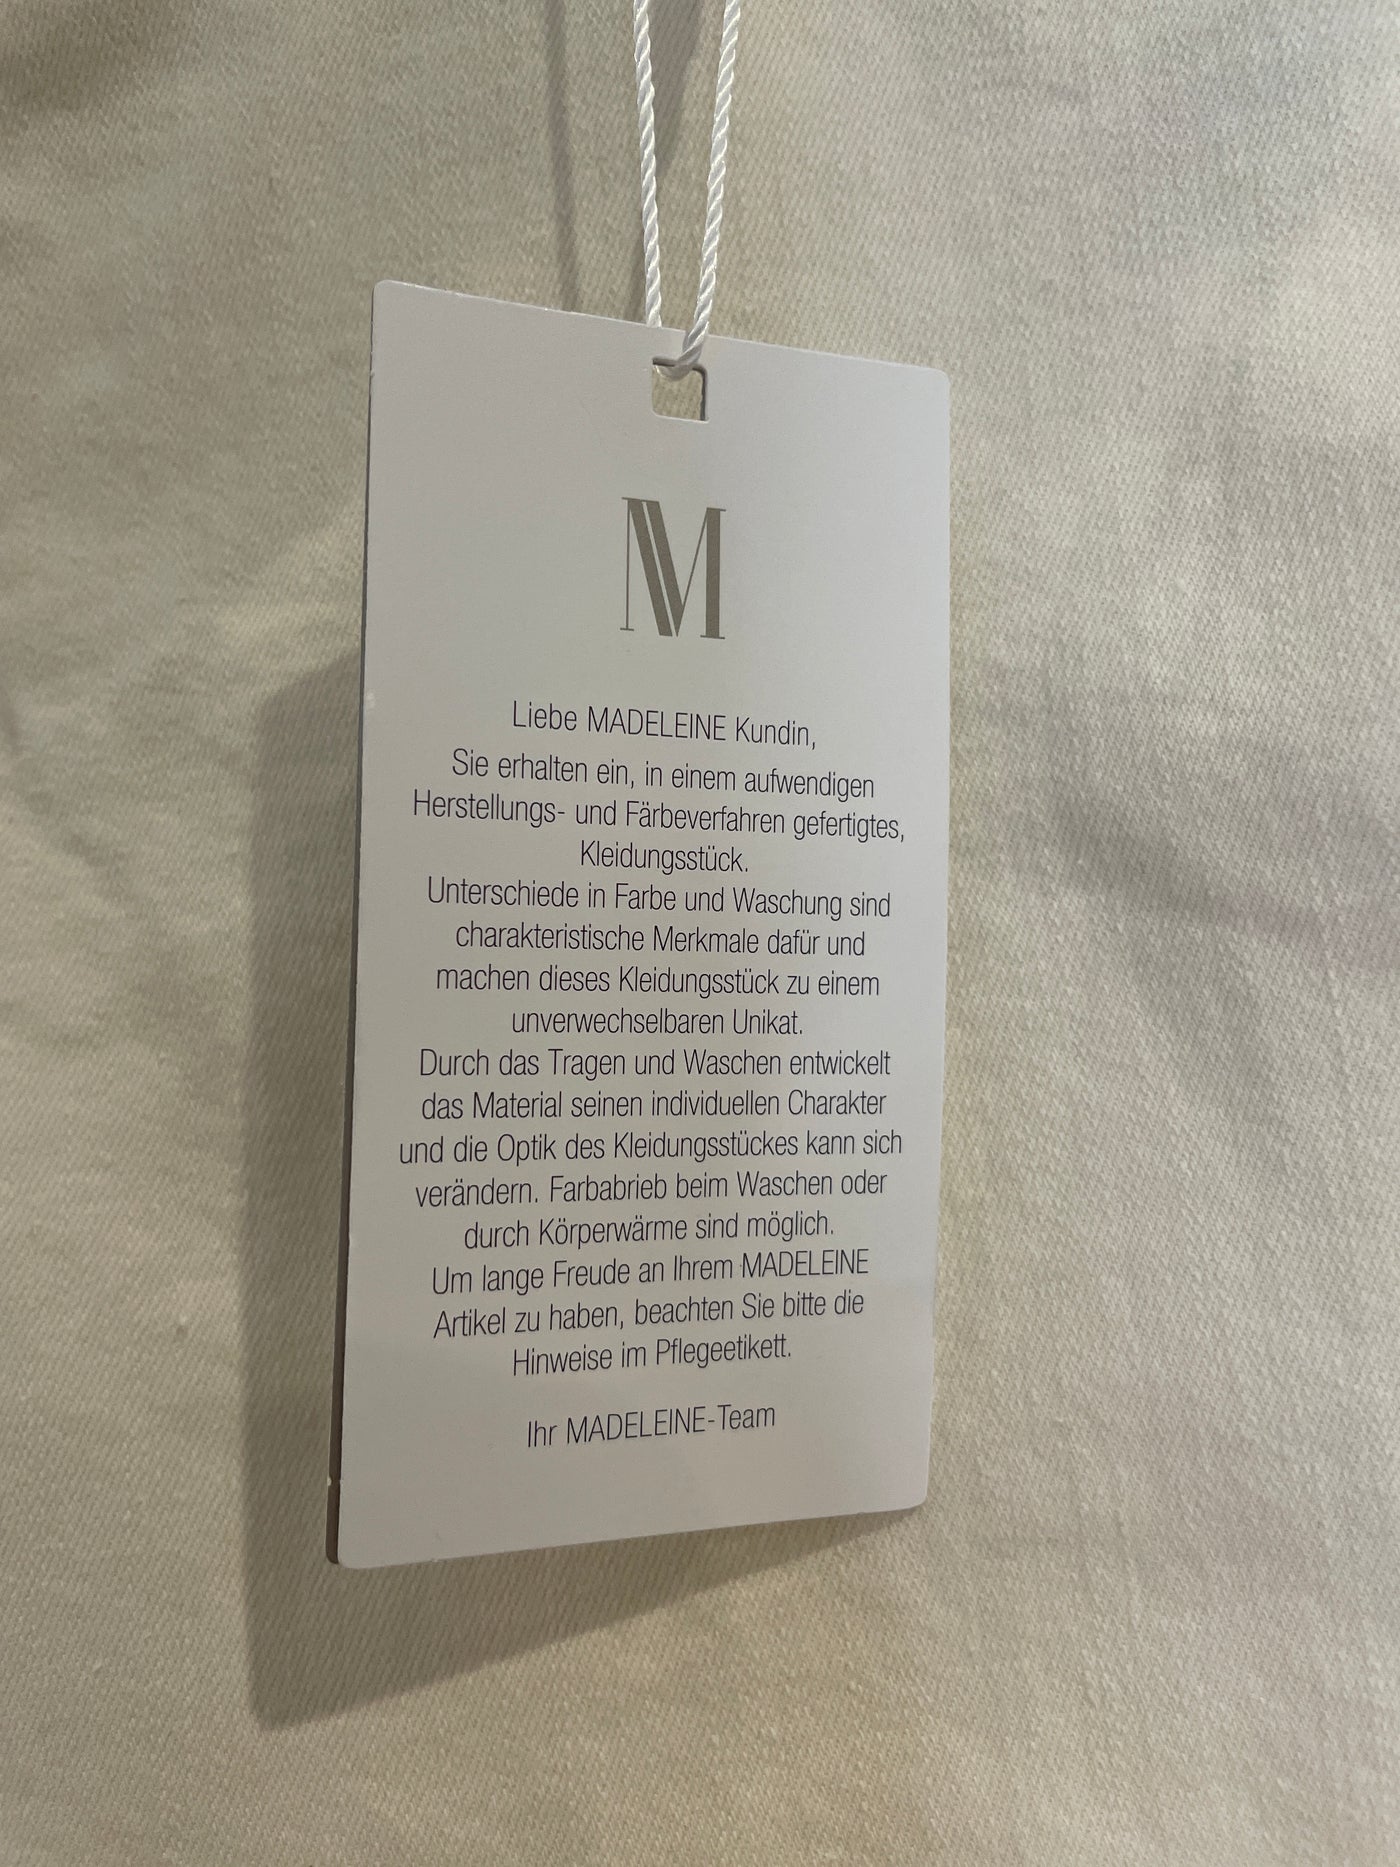 M
Liebe MADELEINE Kundin,
Sie erhalten ein, in einem aufwendigen
Herstellungs- und Färbeverfahren gefertigtes,
Kleidungsstück.
Unterschiede in Farbe und Waschung sind
charakteristische Merkmale dafür und
machen dieses Kleidungsstück zu einem
unverwechselbaren Unikat.
Durch das Tragen und Waschen entwickelt
das Material seinen individuellen Charakter
und die Optik des Kleidungsstückes kann sich
verändern. Farbabrieb beim Waschen oder
durch Körperwärme sind möglich.
Um lange Freude an Ihrem MADELEINE
Artikel zu haben, beachten Sie bitte die
Hinweise im Pflegeetikett.
Ihr MADELEINE-Team